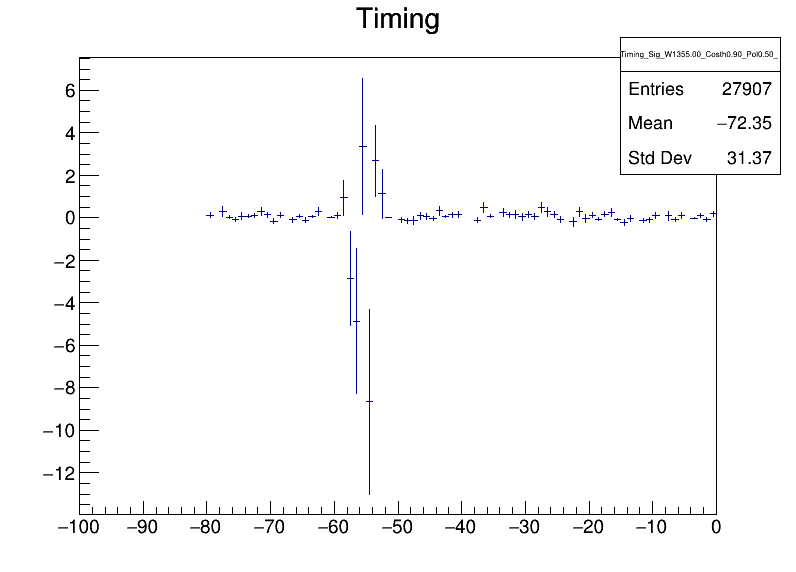 Timing
Timing_Sig_W1355.00_Costh0.90_Pol0.50_
Entries 27907
Mean −72.35
Std Dev 31.37
6
4
2
0
−2
−4
−6
−8
−10
−12
−100 −90 −80 −70 −60 −50 −40 −30 −20 −10 0